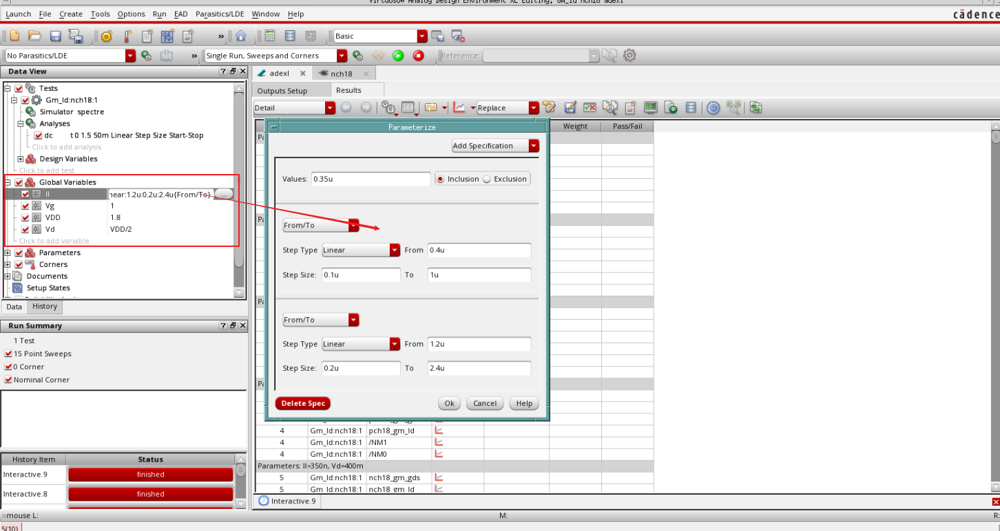 Virtuoso® Analog Design Environment XL Editing: Gm_Id nch18 adexl
Launch File Create Tools Options Run EAD Parasitics/LDE Window Help
cādence
» Basic
No Parasitics/LDE » Single Run, Sweeps and Corners Reference:
Data View
Tests
Gm_Id:nch18:1
Simulator spectre
Analyses
dc t 0 1.5 50m Linear Step Size Start-Stop
Click to add analysis
Design Variables
Click to add test
Global Variables
ll near:1.2u:0.2u:2.4u{From/To} ...
Vg 1
VDD 1.8
Vd VDD/2
Click to add variable
Parameters
Corners
Documents
Setup States
Data History
Run Summary
1 Test
15 Point Sweeps
0 Corner
Nominal Corner
History Item Status
Interactive.9 finished
Interactive.8 finished
adexl nch18
Outputs Setup Results
Detail Replace
Weight Pass/Fail
Parameterize
Add Specification
Values: 0.35u Inclusion Exclusion
From/To
Step Type Linear From 0.4u
Step Size: 0.1u To 1u
From/To
Step Type Linear From 1.2u
Step Size: 0.2u To 2.4u
Delete Spec Ok Cancel Help
4 Gm_Id:nch18:1 pch18_gm_Id
4 Gm_Id:nch18:1 /NM1
4 Gm_Id:nch18:1 /NM0
Parameters: ll=350n, Vd=400m
5 Gm_Id:nch18:1 nch18_gm_gds
5 Gm_Id:nch18:1 nch18_gm_Id
Interactive.9
mouse L: M: R:
5(10)